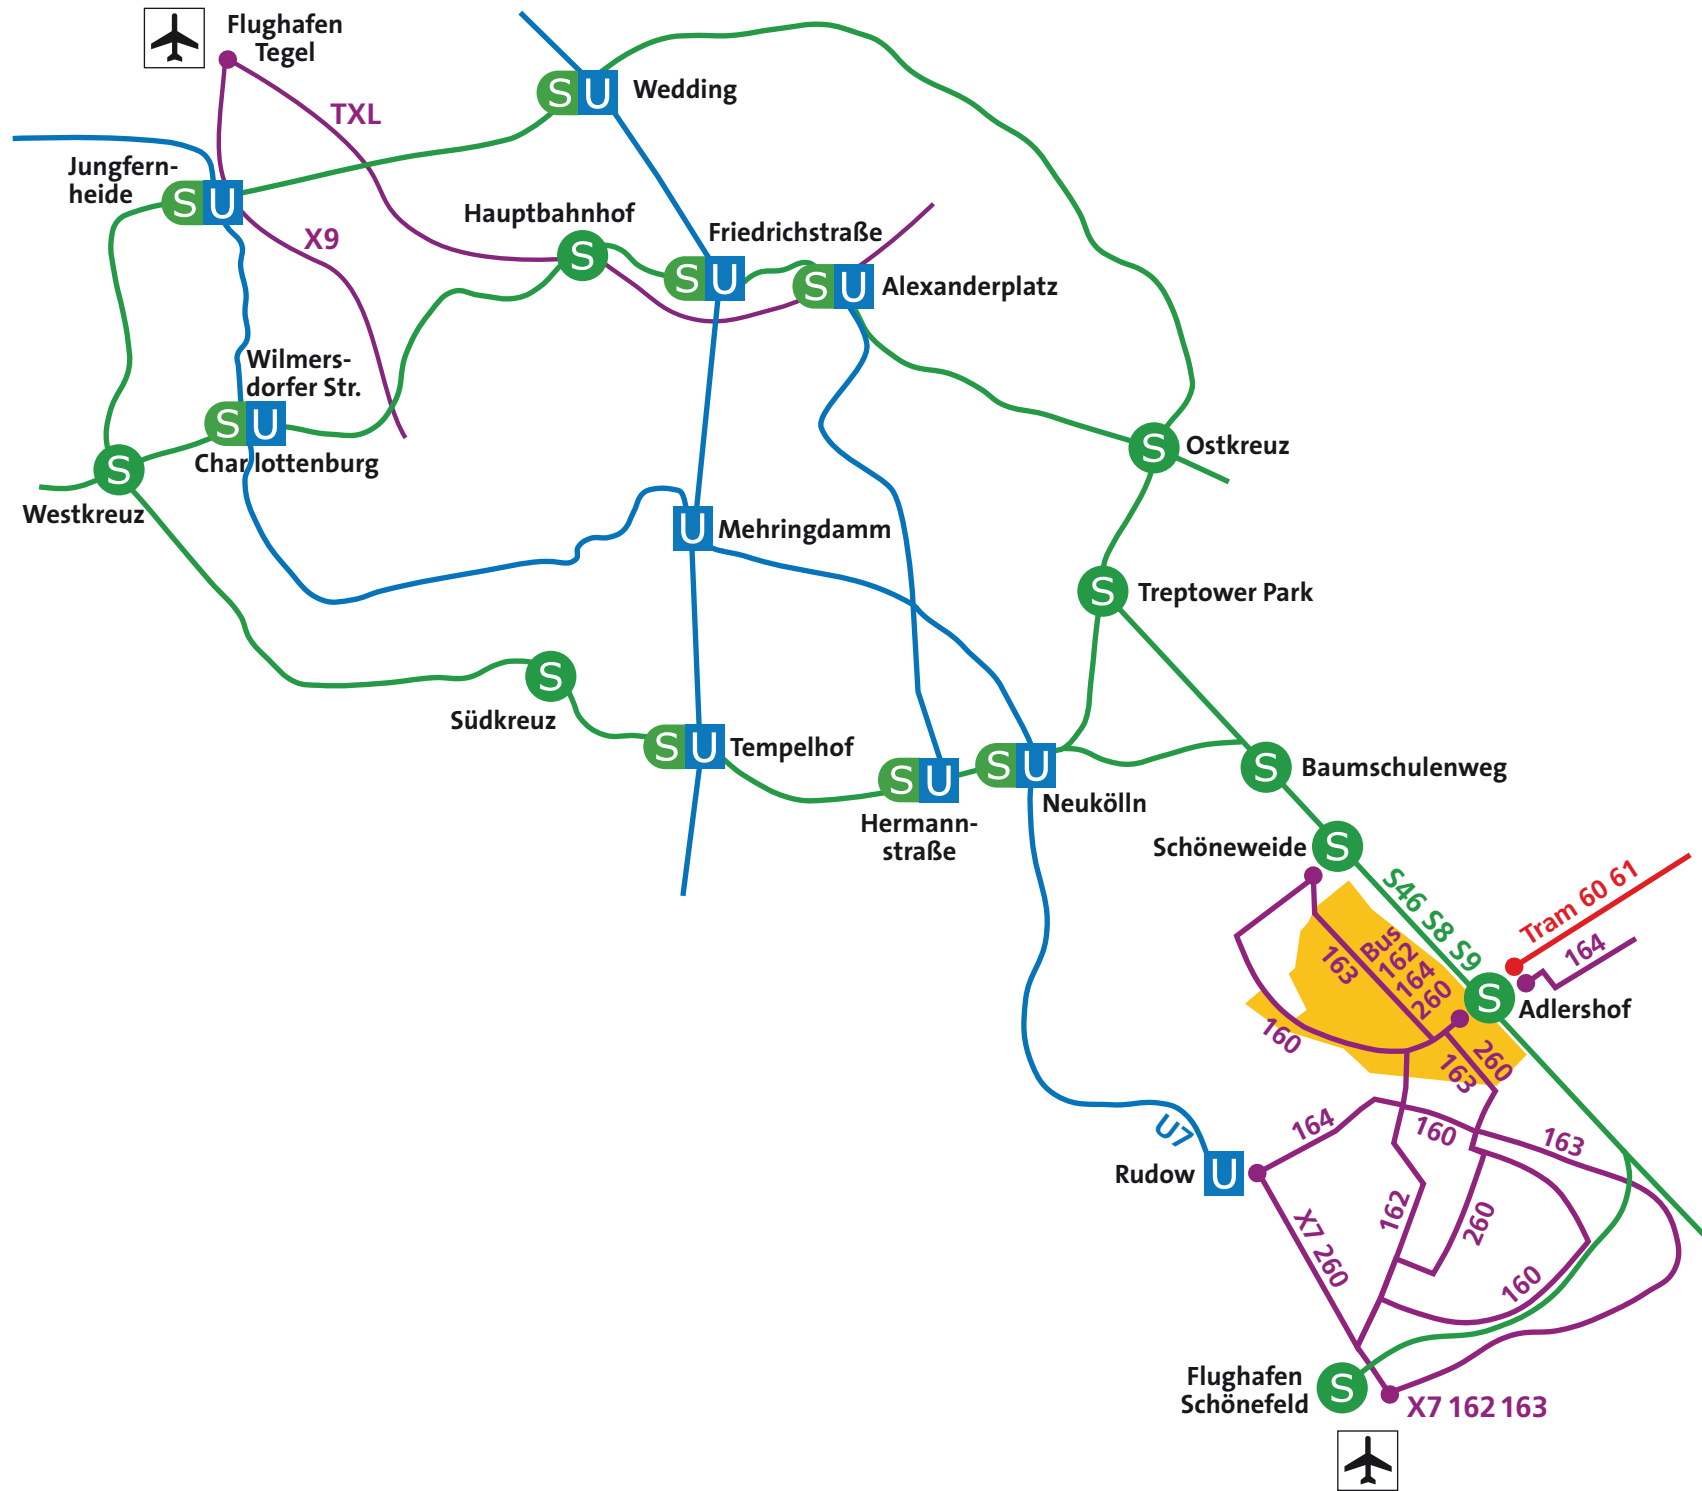 Flughafen
Tegel
TXL
S U
Wedding
Jungfern-
heide
S U
X9
Hauptbahnhof
S
Friedrichstraße
S U
S U
Alexanderplatz
Wilmers-
dorfer Str.
S U
Charlottenburg
S
Westkreuz
S
Ostkreuz
U
Mehringdamm
S
Treptower Park
S
Südkreuz
S U
Tempelhof
S U
Hermann-
straße
S U
Neukölln
S
Baumschulenweg
Schöneweide
S
S46 S8 S9
Tram 60 61
164
Bus
162
164
260
163
160
S
Adlershof
260
163
U7
Rudow
U
164
160
163
162
260
X7 260
160
Flughafen
Schönefeld
S
X7 162 163